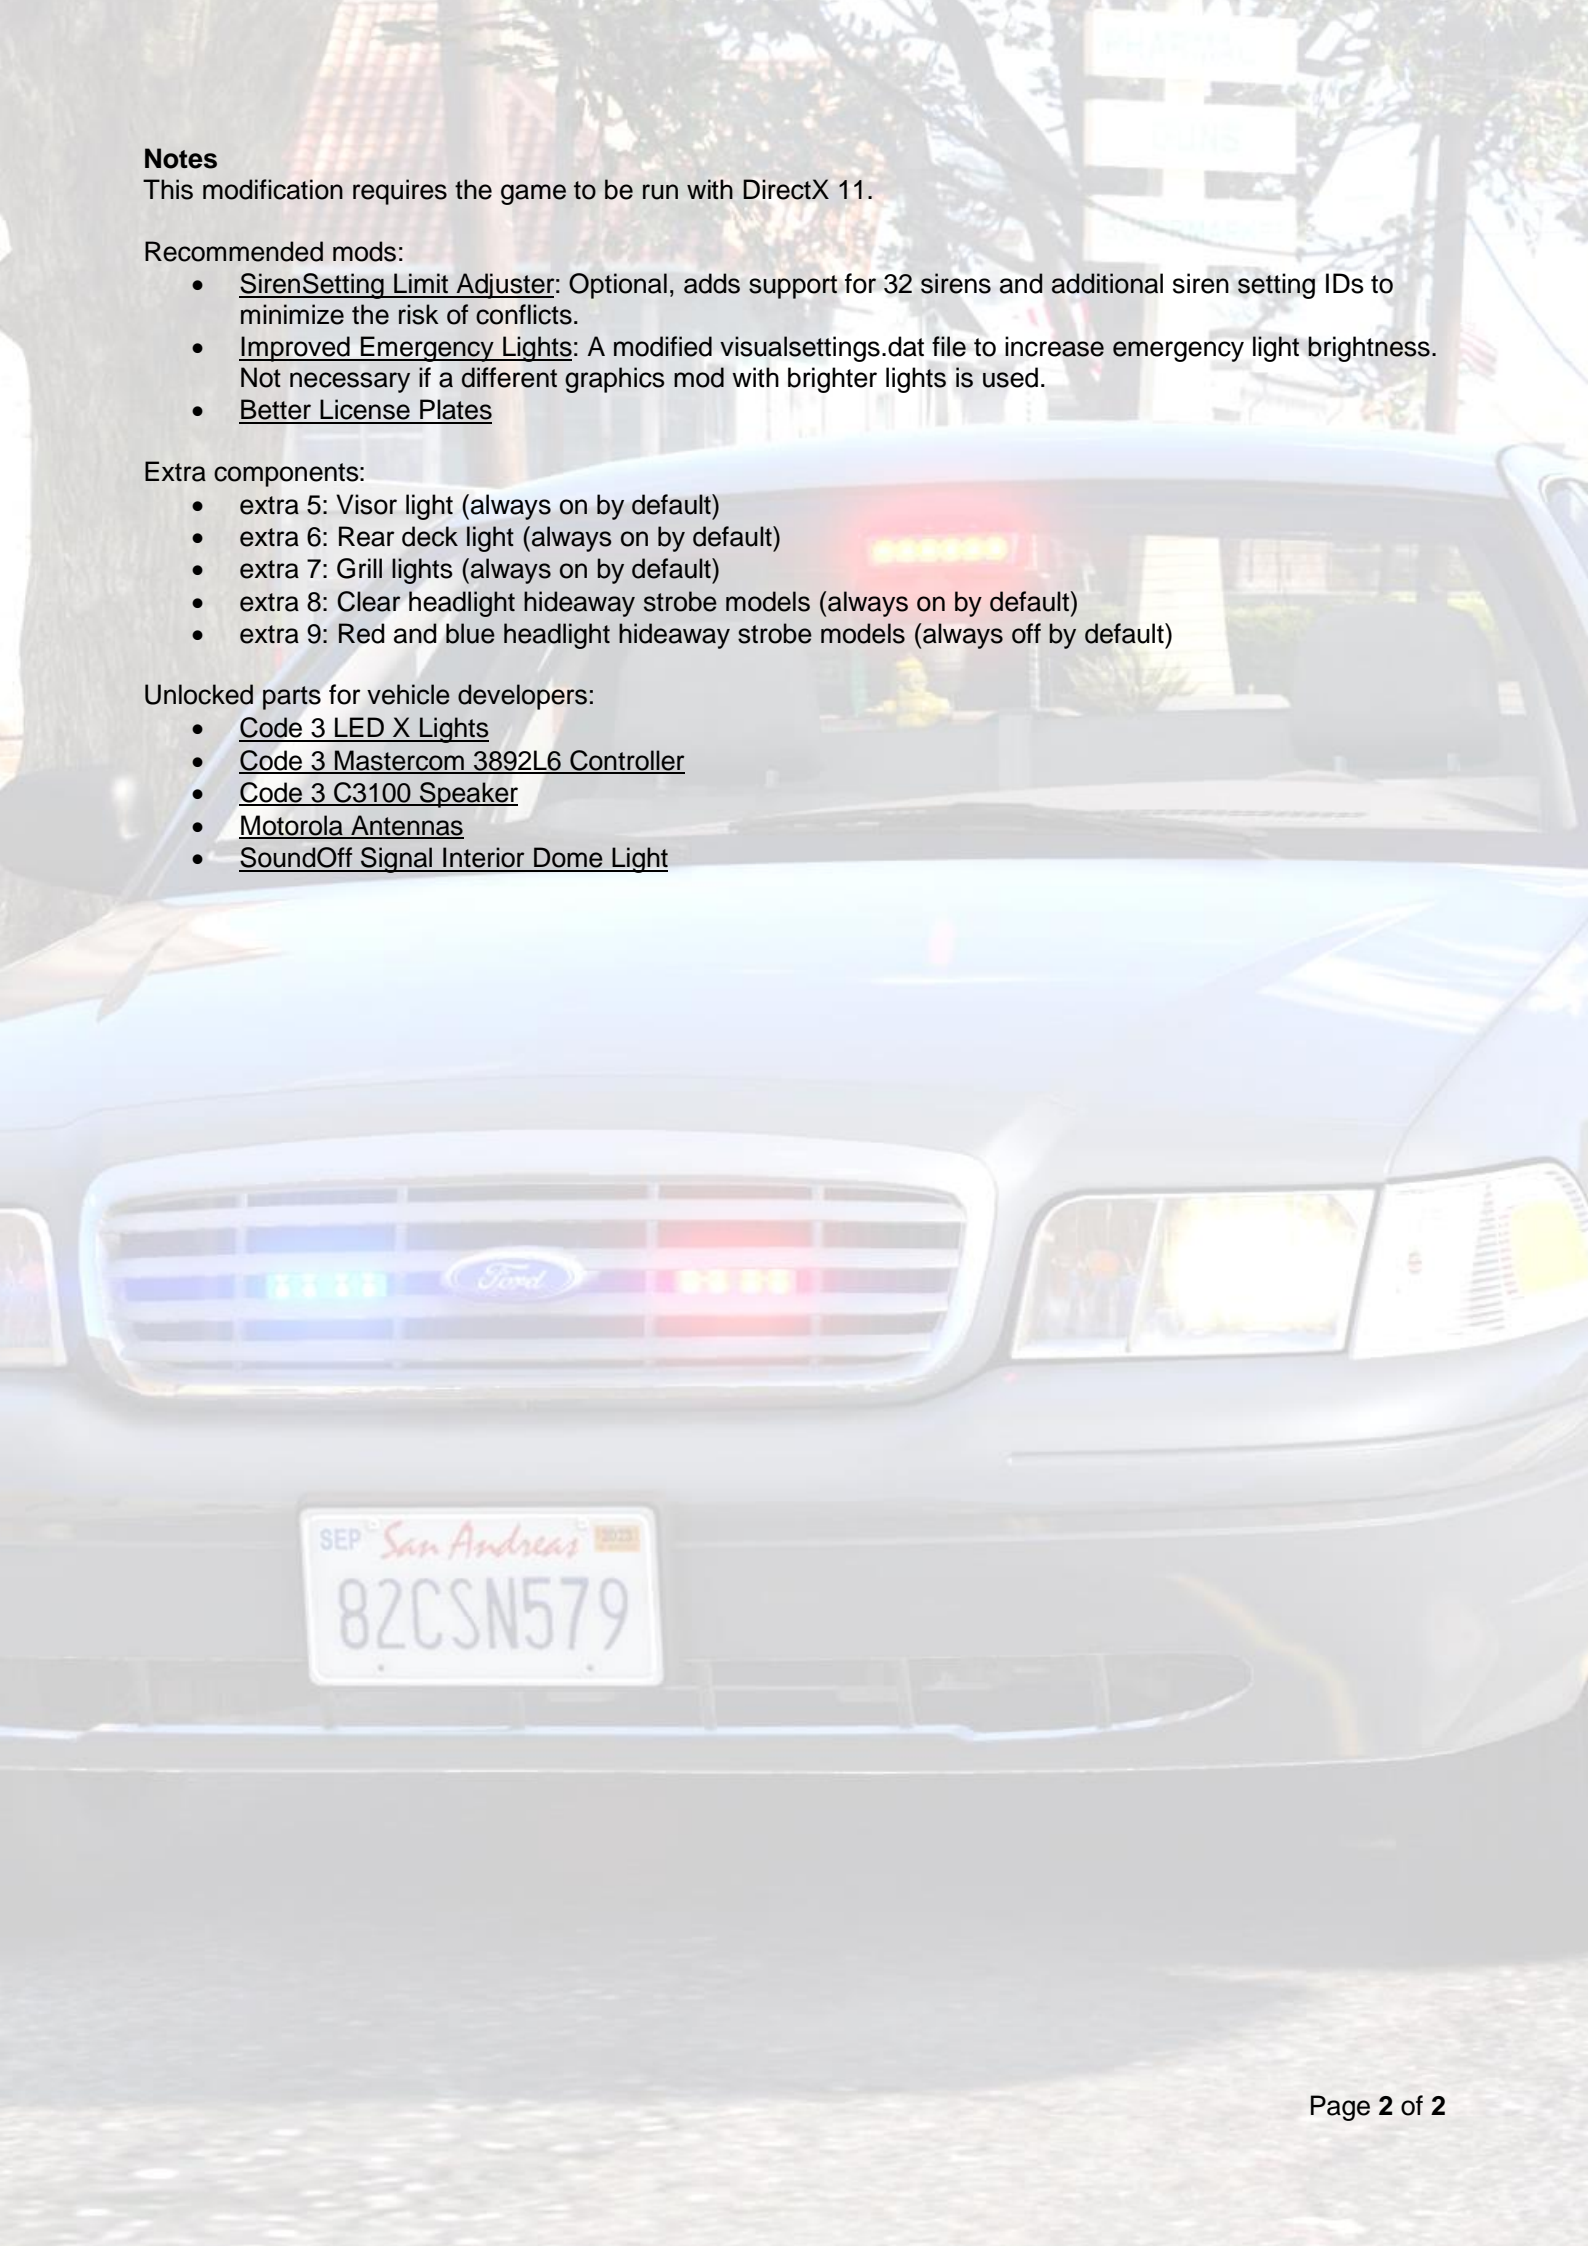 Notes
This modification requires the game to be run with DirectX 11.
Recommended mods:
• SirenSetting Limit Adjuster: Optional, adds support for 32 sirens and additional siren setting IDs to
minimize the risk of conflicts.
• Improved Emergency Lights: A modified visualsettings.dat file to increase emergency light brightness.
Not necessary if a different graphics mod with brighter lights is used.
• Better License Plates
Extra components:
• extra 5: Visor light (always on by default)
• extra 6: Rear deck light (always on by default)
• extra 7: Grill lights (always on by default)
• extra 8: Clear headlight hideaway strobe models (always on by default)
• extra 9: Red and blue headlight hideaway strobe models (always off by default)
Unlocked parts for vehicle developers:
• Code 3 LED X Lights
• Code 3 Mastercom 3892L6 Controller
• Code 3 C3100 Speaker
• Motorola Antennas
• SoundOff Signal Interior Dome Light
Ford
SEP San Andreas 2023
82CSN579
Page 2 of 2